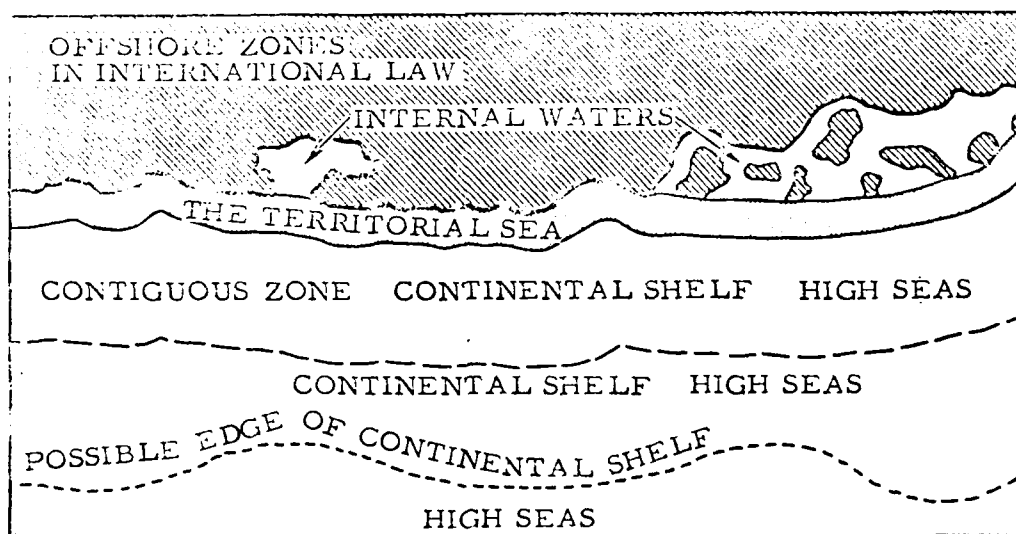 OFFSHORE ZONES
IN INTERNATIONAL LAW
INTERNAL WATERS
THE TERRITORIAL SEA
CONTIGUOUS ZONE CONTINENTAL SHELF HIGH SEAS
CONTINENTAL SHELF HIGH SEAS
POSSIBLE EDGE OF CONTINENTAL SHELF
HIGH SEAS